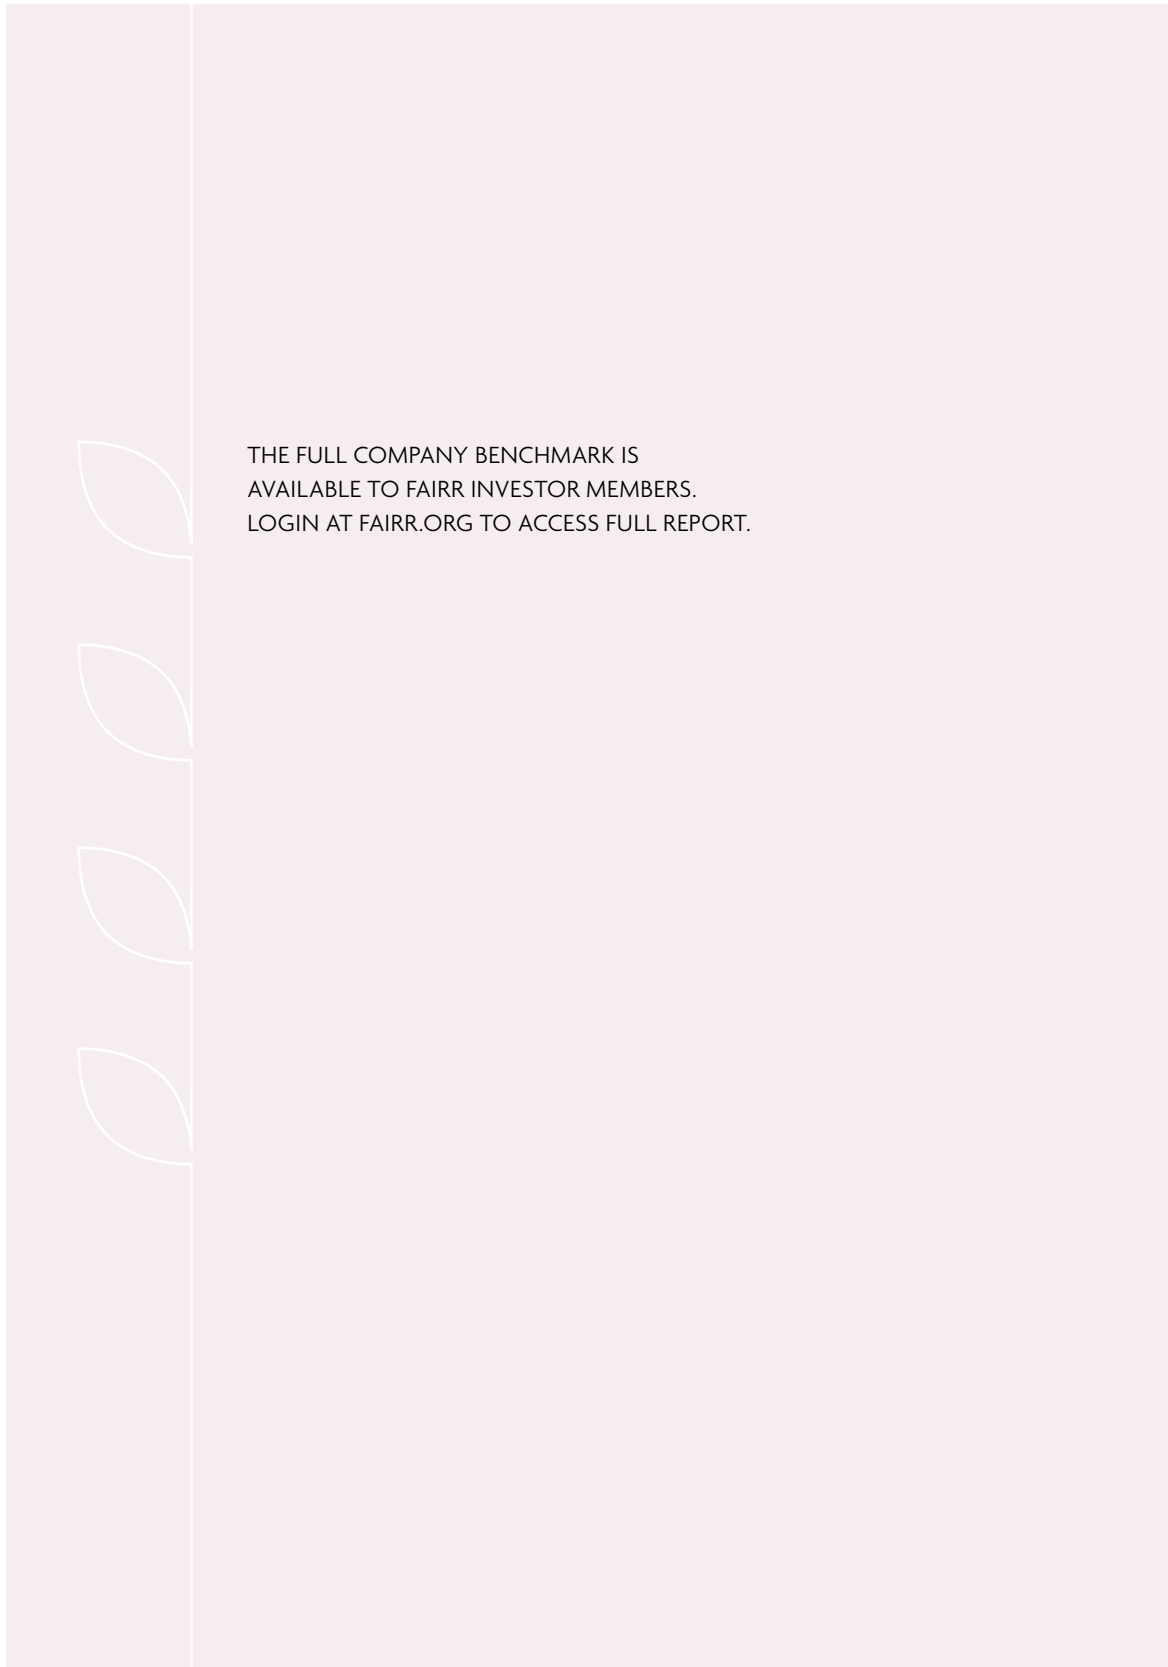 THE FULL COMPANY BENCHMARK IS
AVAILABLE TO FAIRR INVESTOR MEMBERS.
LOGIN AT FAIRR.ORG TO ACCESS FULL REPORT.